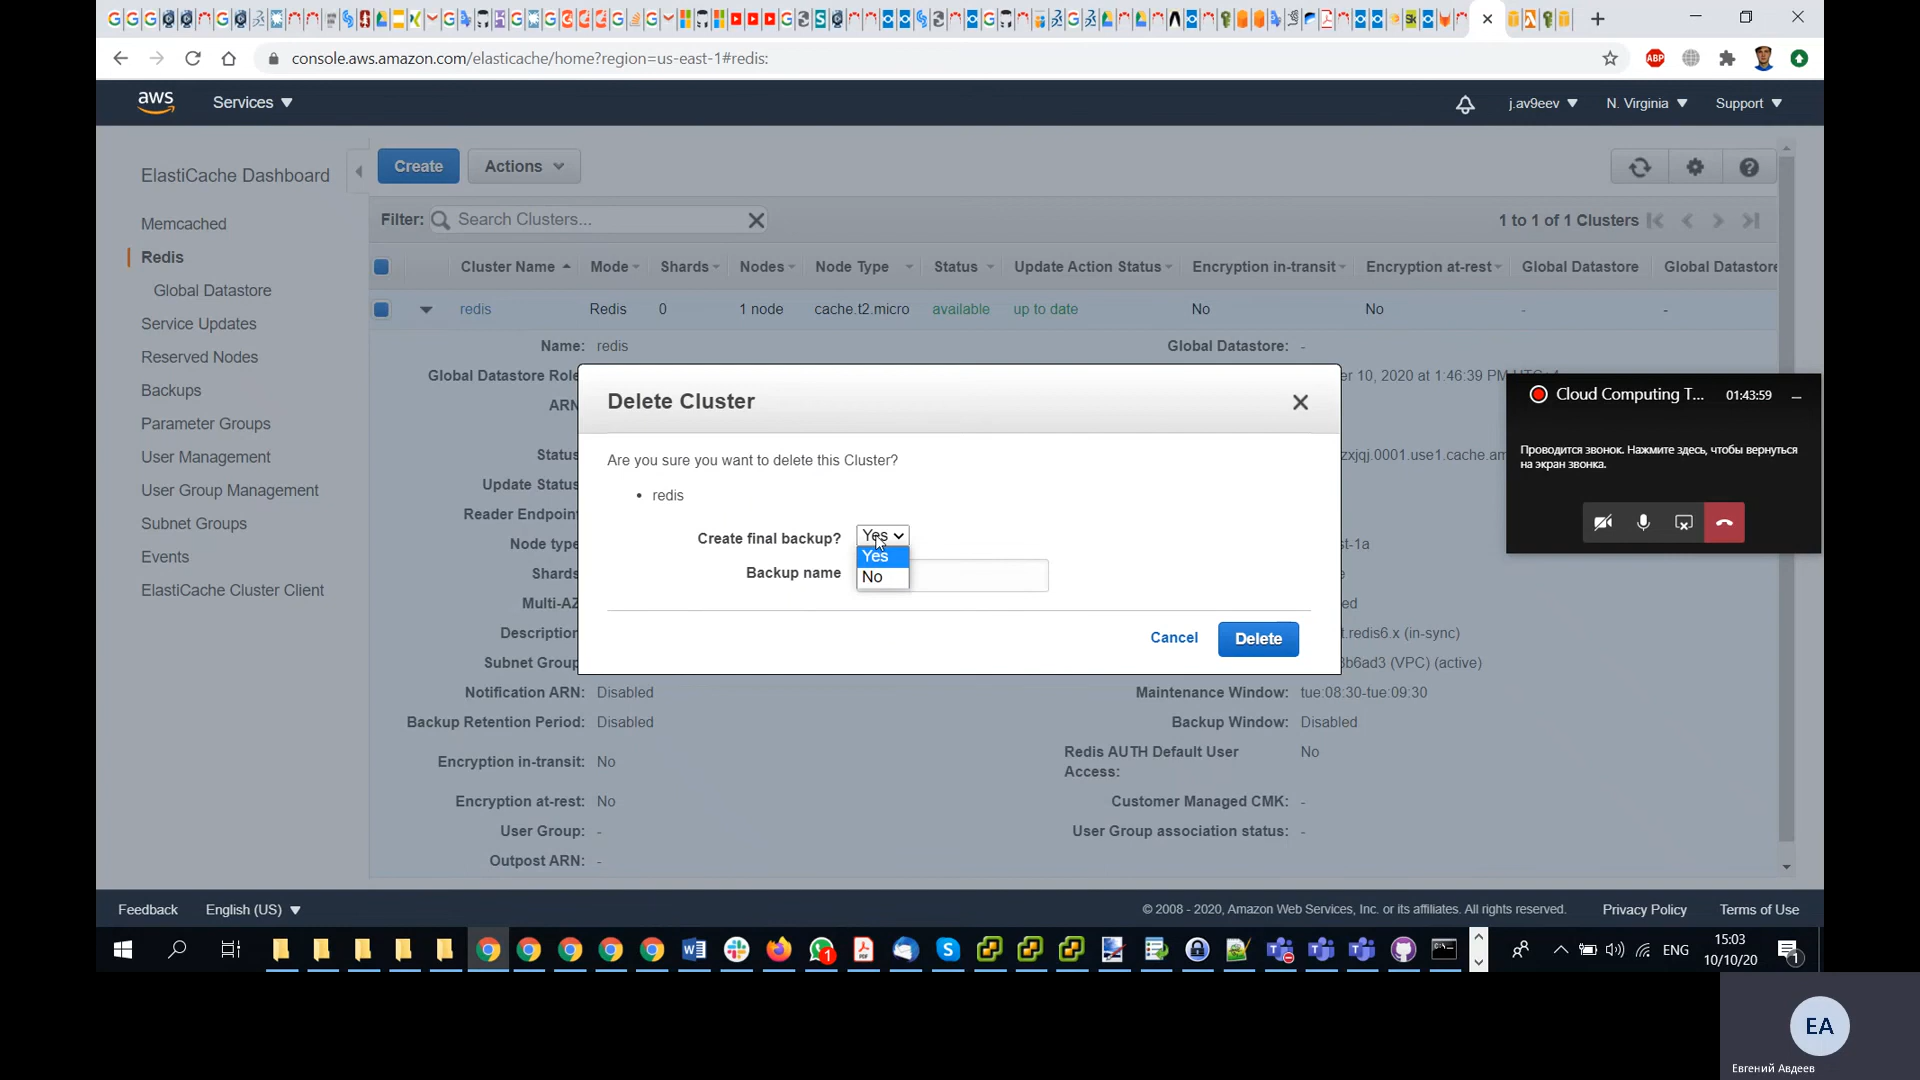 console.aws.amazon.com/elasticache/home?region=us-east-1#redis:
ABP
aws
Services
j.av9eev
N. Virginia
Support
ElastiCache Dashboard
Memcached
Redis
Global Datastore
Service Updates
Reserved Nodes
Backups
Parameter Groups
User Management
User Group Management
Subnet Groups
Events
ElastiCache Cluster Client
Create
Actions
Filter: Search Clusters...
1 to 1 of 1 Clusters
Cluster Name Mode Shards Nodes Node Type Status Update Action Status Encryption in-transit Encryption at-rest Global Datastore Global Datastore
redis Redis 0 1 node cache.t2.micro available up to date No No - -
Name: redis
Global Datastore: -
Global Datastore Role
er 10, 2020 at 1:46:39 PM
ARN
Status
zxjqj.0001.use1.cache.am
Update Status
Reader Endpoint
Node type
st-1a
Shards
Multi-AZ
Description
t.redis6.x (in-sync)
Subnet Group
3b6ad3 (VPC) (active)
Notification ARN: Disabled
Maintenance Window: tue:08:30-tue:09:30
Backup Retention Period: Disabled
Backup Window: Disabled
Redis AUTH Default User
Access:
No
Encryption in-transit: No
Encryption at-rest: No
Customer Managed CMK: -
User Group: -
User Group association status: -
Outpost ARN: -
Delete Cluster
Are you sure you want to delete this Cluster?
• redis
Create final backup? Yes
Yes
No
Backup name
Cancel
Delete
Cloud Computing T... 01:43:59
Проводится звонок. Нажмите здесь, чтобы вернуться
на экран звонка.
Feedback
English (US)
© 2008 - 2020, Amazon Web Services, Inc. or its affiliates. All rights reserved.
Privacy Policy
Terms of Use
ENG
15:03
10/10/20
1
1
EA
Евгений Авдеев